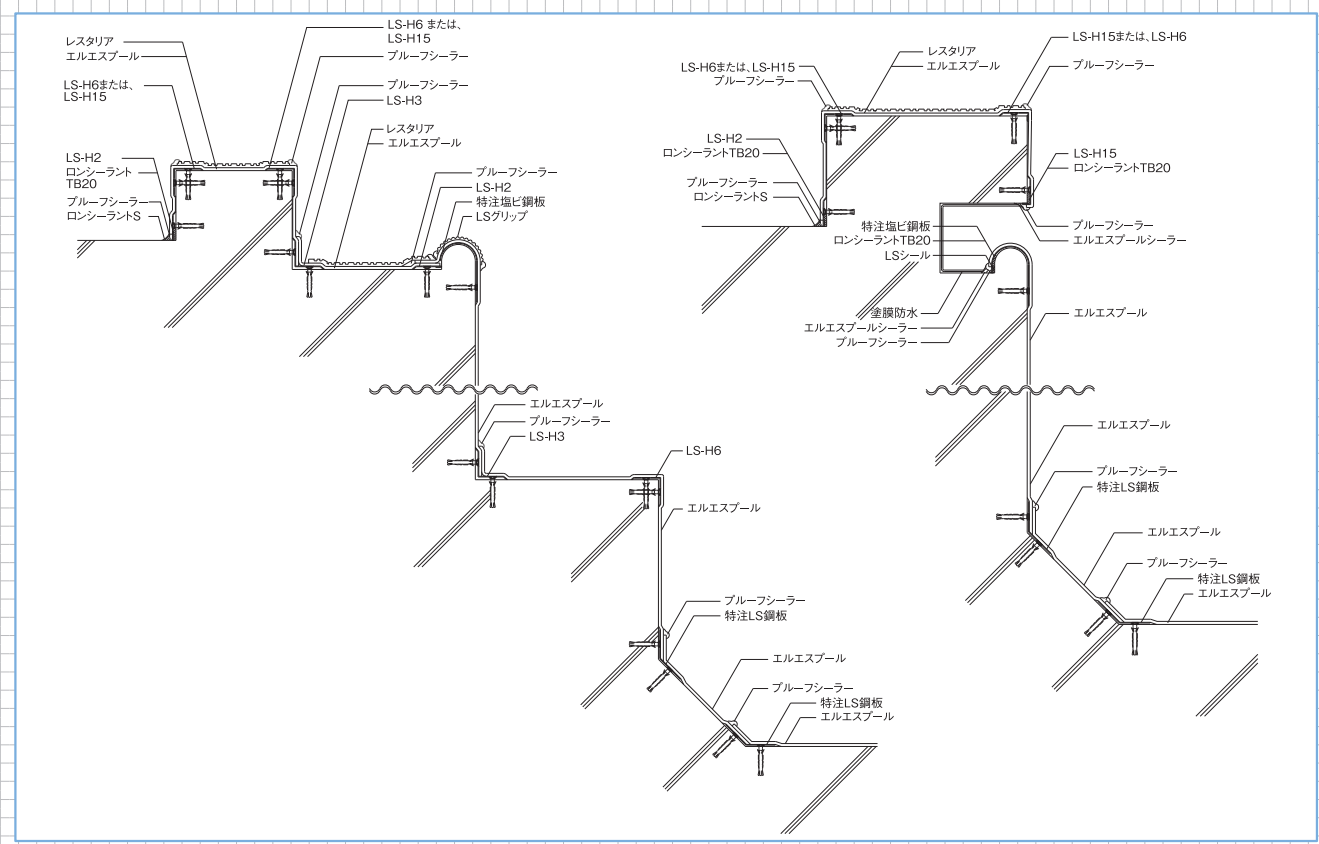 レスタリア
エルエスプール
LS-H6または、
LS-H15
LS-H2
ロンシーラント
TB20
プルーフシーラー
ロンシーラントS
LS-H6 または、
LS-H15
プルーフシーラー
プルーフシーラー
LS-H3
レスタリア
エルエスプール
プルーフシーラー
LS-H2
特注塩ビ鋼板
LSグリップ
エルエスプール
プルーフシーラー
LS-H3
LS-H6
エルエスプール
プルーフシーラー
特注LS鋼板
エルエスプール
プルーフシーラー
特注LS鋼板
エルエスプール
レスタリア
エルエスプール
LS-H6または、LS-H15
プルーフシーラー
LS-H2
ロンシーラントTB20
プルーフシーラー
ロンシーラントS
LS-H15または、LS-H6
プルーフシーラー
LS-H15
ロンシーラントTB20
プルーフシーラー
エルエスプールシーラー
特注塩ビ鋼板
ロンシーラントTB20
LSシール
塗膜防水
エルエスプールシーラー
プルーフシーラー
エルエスプール
エルエスプール
プルーフシーラー
特注LS鋼板
エルエスプール
プルーフシーラー
特注LS鋼板
エルエスプール